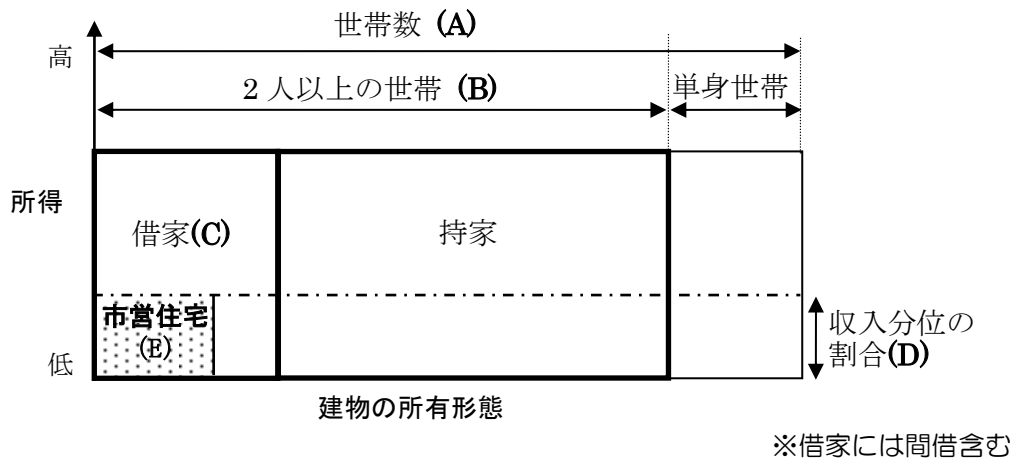 世帯数 (A)
高
2 人以上の世帯 (B)
単身世帯
所得
借家(C)
持家
市営住宅
(E)
収入分位の
割合(D)
低
建物の所有形態
※借家には間借含む